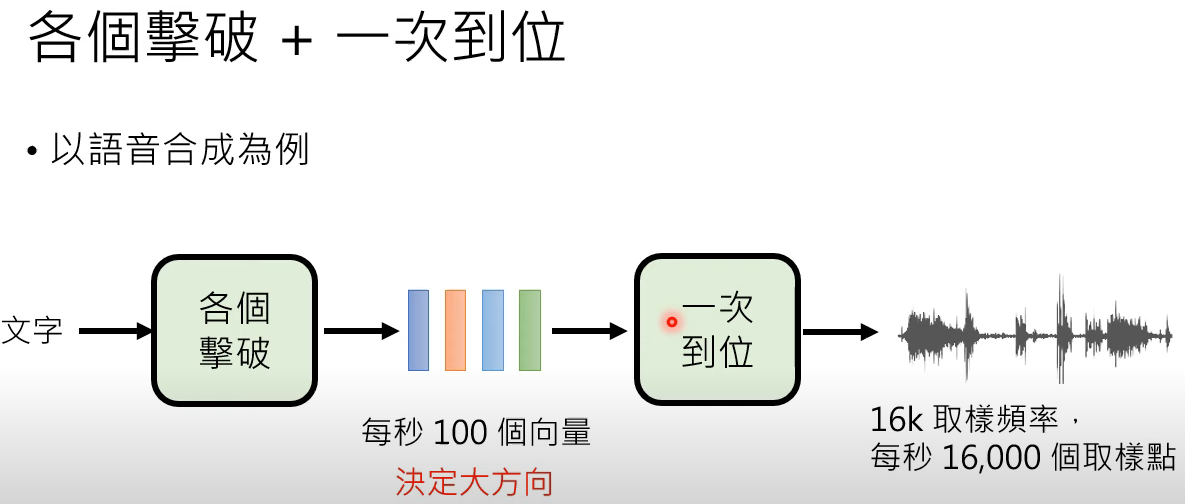 各個擊破 + 一次到位
• 以語音合成為例
文字
各個
擊破
一次
到位
每秒 100 個向量
決定大方向
16k 取樣頻率，
每秒 16,000 個取樣點